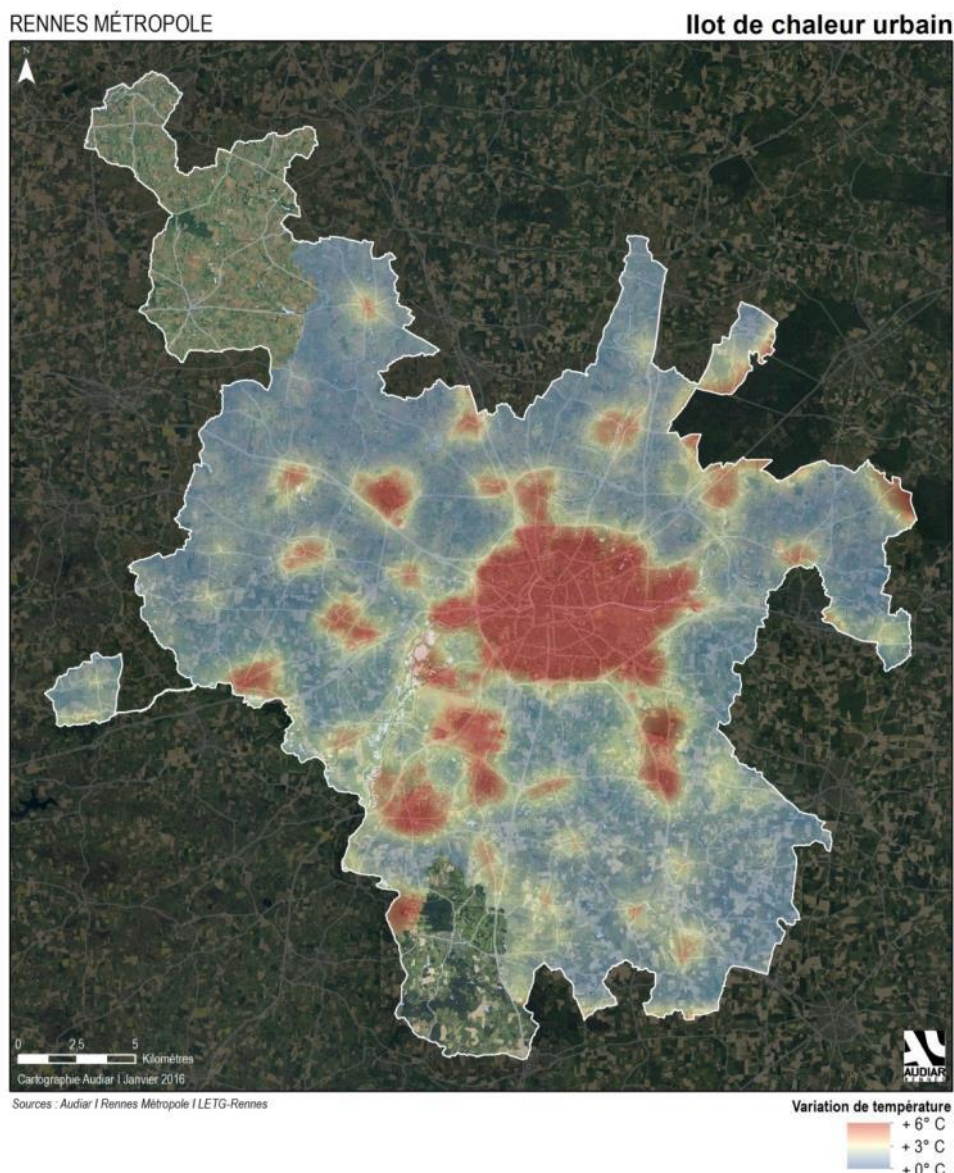 RENNES MÉTROPOLE
Ilot de chaleur urbain
N
0 2,5 5
Kilomètres
Cartographie Audiar I Janvier 2016
AUDIAR
RENNES
Sources : Audiar I Rennes Métropole I LETG-Rennes
Variation de température
+ 6° C
+ 3° C
+ 0° C